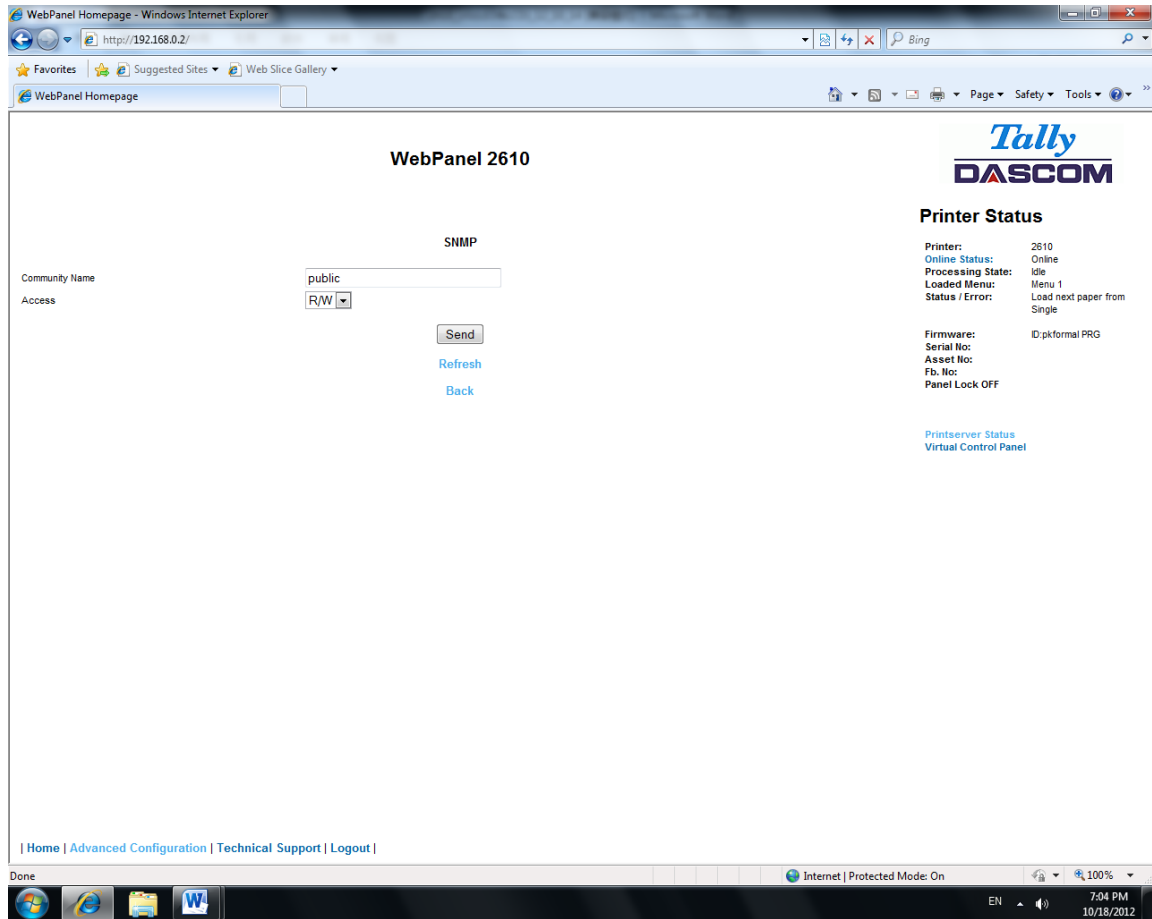 WebPanel Homepage - Windows Internet Explorer
http://192.168.0.2/
Bing
Favorites
Suggested Sites
Web Slice Gallery
WebPanel Homepage
Page
Safety
Tools
»
WebPanel 2610
Tally
DASCOM
SNMP
Community Name
public
Access
R/W
Send
Refresh
Back
Printer Status
Printer: 2610
Online Status: Online
Processing State: Idle
Loaded Menu: Menu 1
Status / Error: Load next paper from
Single
Firmware: ID:pkformal PRG
Serial No:
Asset No:
Fb. No:
Panel Lock OFF
Printserver Status
Virtual Control Panel
| Home | Advanced Configuration | Technical Support | Logout |
Done
Internet | Protected Mode: On
100%
W
EN
7:04 PM
10/18/2012